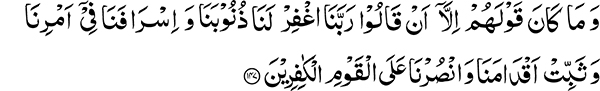 وَ مَا كَانَ قَوْلَهُمْ اِلَّاۤ اَنْ قَالُوْا رَبَّنَا اغْفِرْ لَنَا ذُنُوْبَنَا وَ اِسْرَافَنَا فِیْۤ اَمْرِنَا
وَ ثَبِّتْ اَقْدَامَنَا وَ انْصُرْنَا عَلَی الْقَوْمِ الْكٰفِرِیْنَ ﴿۱۴۷﴾